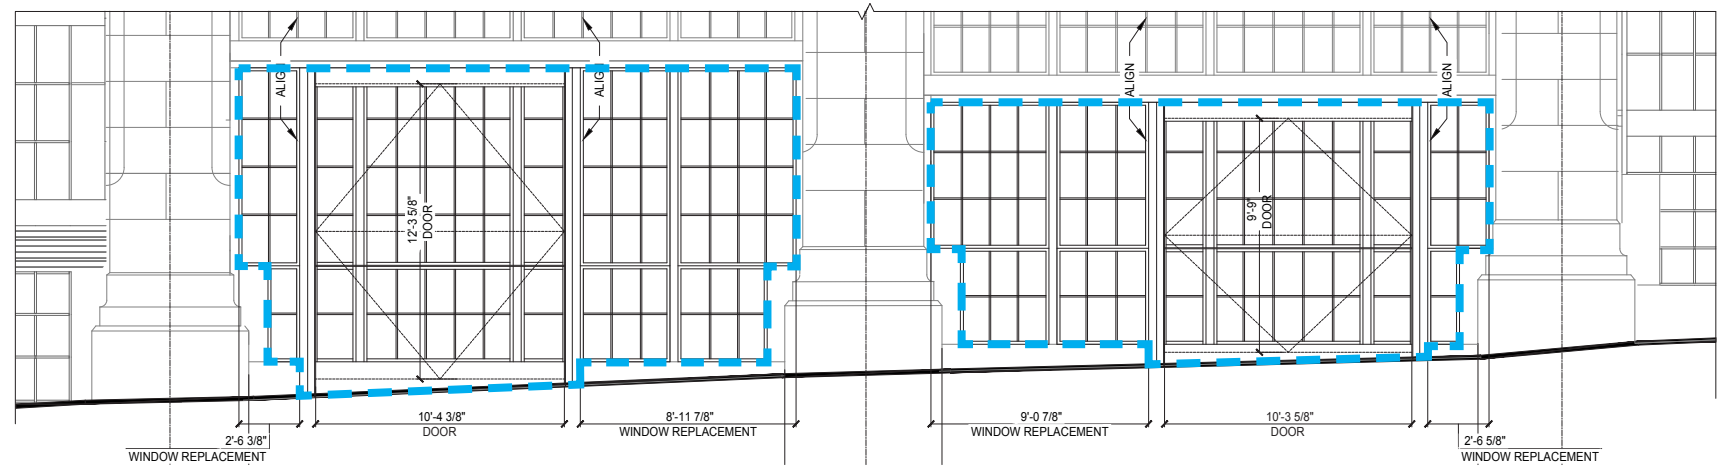 ALIGN
ALIGN
ALIGN
ALIGN
12'-3 5/8"
DOOR
9'-9"
DOOR
10'-4 3/8"
DOOR
8'-11 7/8"
WINDOW REPLACEMENT
9'-0 7/8"
WINDOW REPLACEMENT
10'-3 5/8"
DOOR
2'-6 3/8"
WINDOW REPLACEMENT
2'-6 5/8"
WINDOW REPLACEMENT